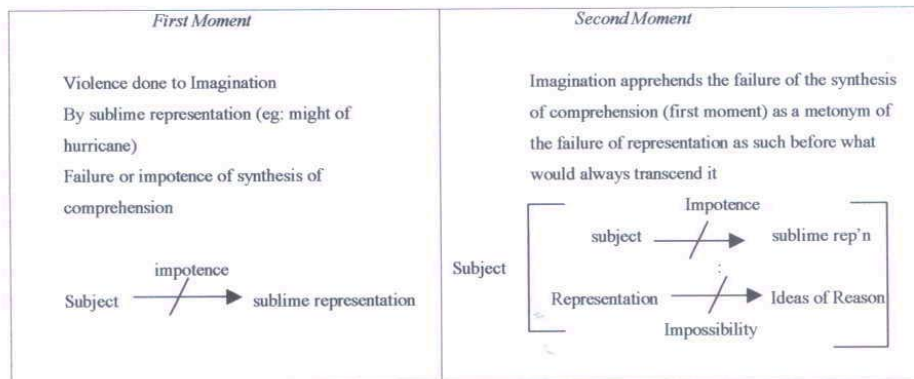 First Moment
Violence done to Imagination
By sublime representation (eg: might of
hurricane)
Failure or impotence of synthesis of
comprehension
impotence
Subject
sublime representation
Second Moment
Imagination apprehends the failure of the synthesis
of comprehension (first moment) as a metonym of
the failure of representation as such before what
would always transcend it
Impotence
subject
sublime rep'n
Subject
:
Representation
Ideas of Reason
Impossibility